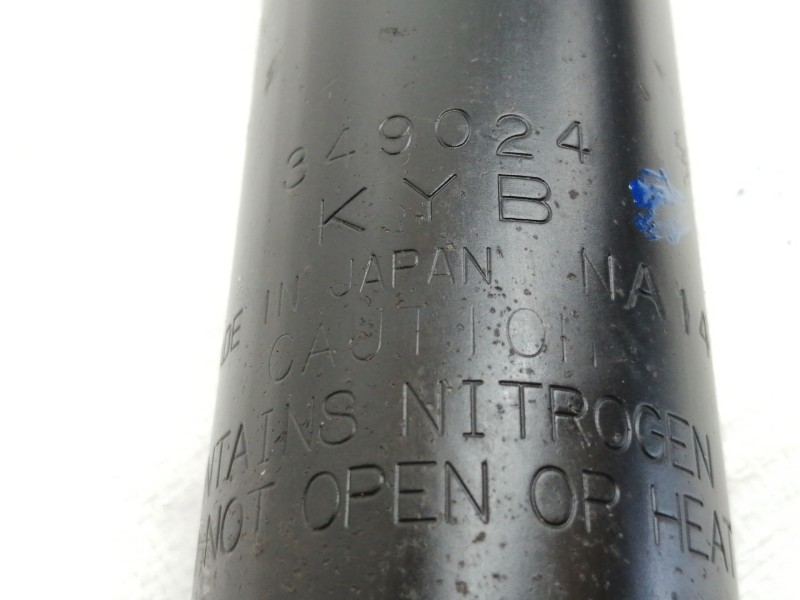 349024
KYB
DE IN JAPAN NA14
CAUTION
NTAINS NITROGEN
NOT OPEN OR HEAT